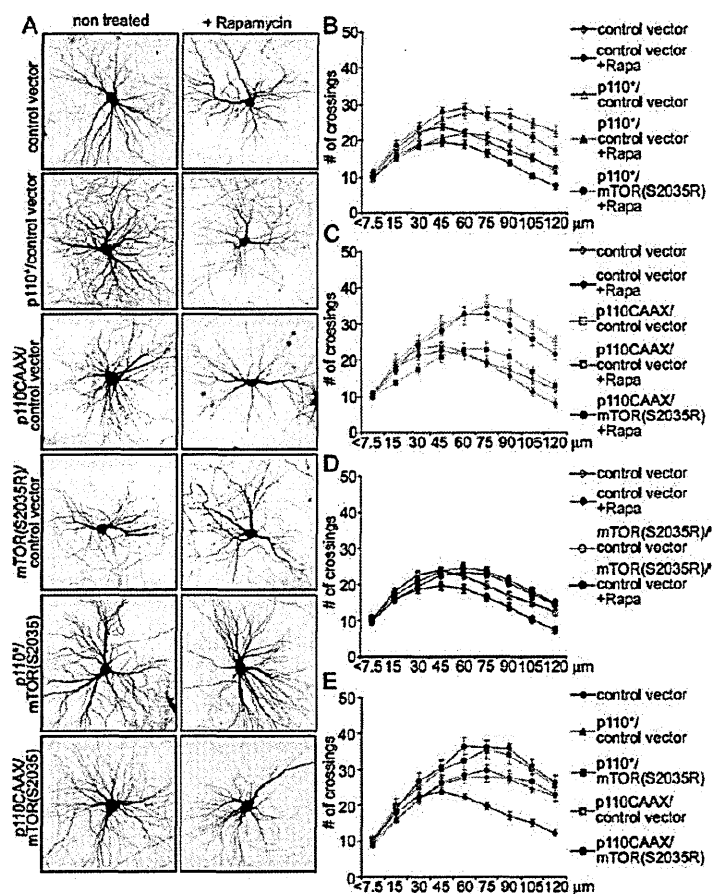 A
non treated
+ Rapamycin
control vector
p110*/control vector
p110CAAX/
control vector
mTOR(S2035R)/
control vector
p110*/
mTOR(S2035)
p110CAAX/
mTOR(S2035)
B
50
40
30
20
10
0
# of crossings
<7.5 15 30 45 60 75 90 105 120 µm
control vector
control vector
+Rapa
p110*/
control vector
p110*/
control vector
+Rapa
p110*/
mTOR(S2035R)
+Rapa
C
50
40
30
20
10
0
# of crossings
<7.5 15 30 45 60 75 90 105 120 µm
control vector
control vector
+Rapa
p110CAAX/
control vector
p110CAAX/
control vector
+Rapa
p110CAAX/
mTOR(S2035R)
+Rapa
D
50
40
30
20
10
0
# of crossings
<7.5 15 30 45 60 75 90 105 120 µm
control vector
control vector
+Rapa
mTOR(S2035R)/
control vector
mTOR(S2035R)/
control vector
+Rapa
E
50
40
30
20
10
0
# of crossings
<7.5 15 30 45 60 75 90 105 120 µm
control vector
p110*/
control vector
p110*/
mTOR(S2035R)
p110CAAX/
control vector
p110CAAX/
mTOR(S2035R)